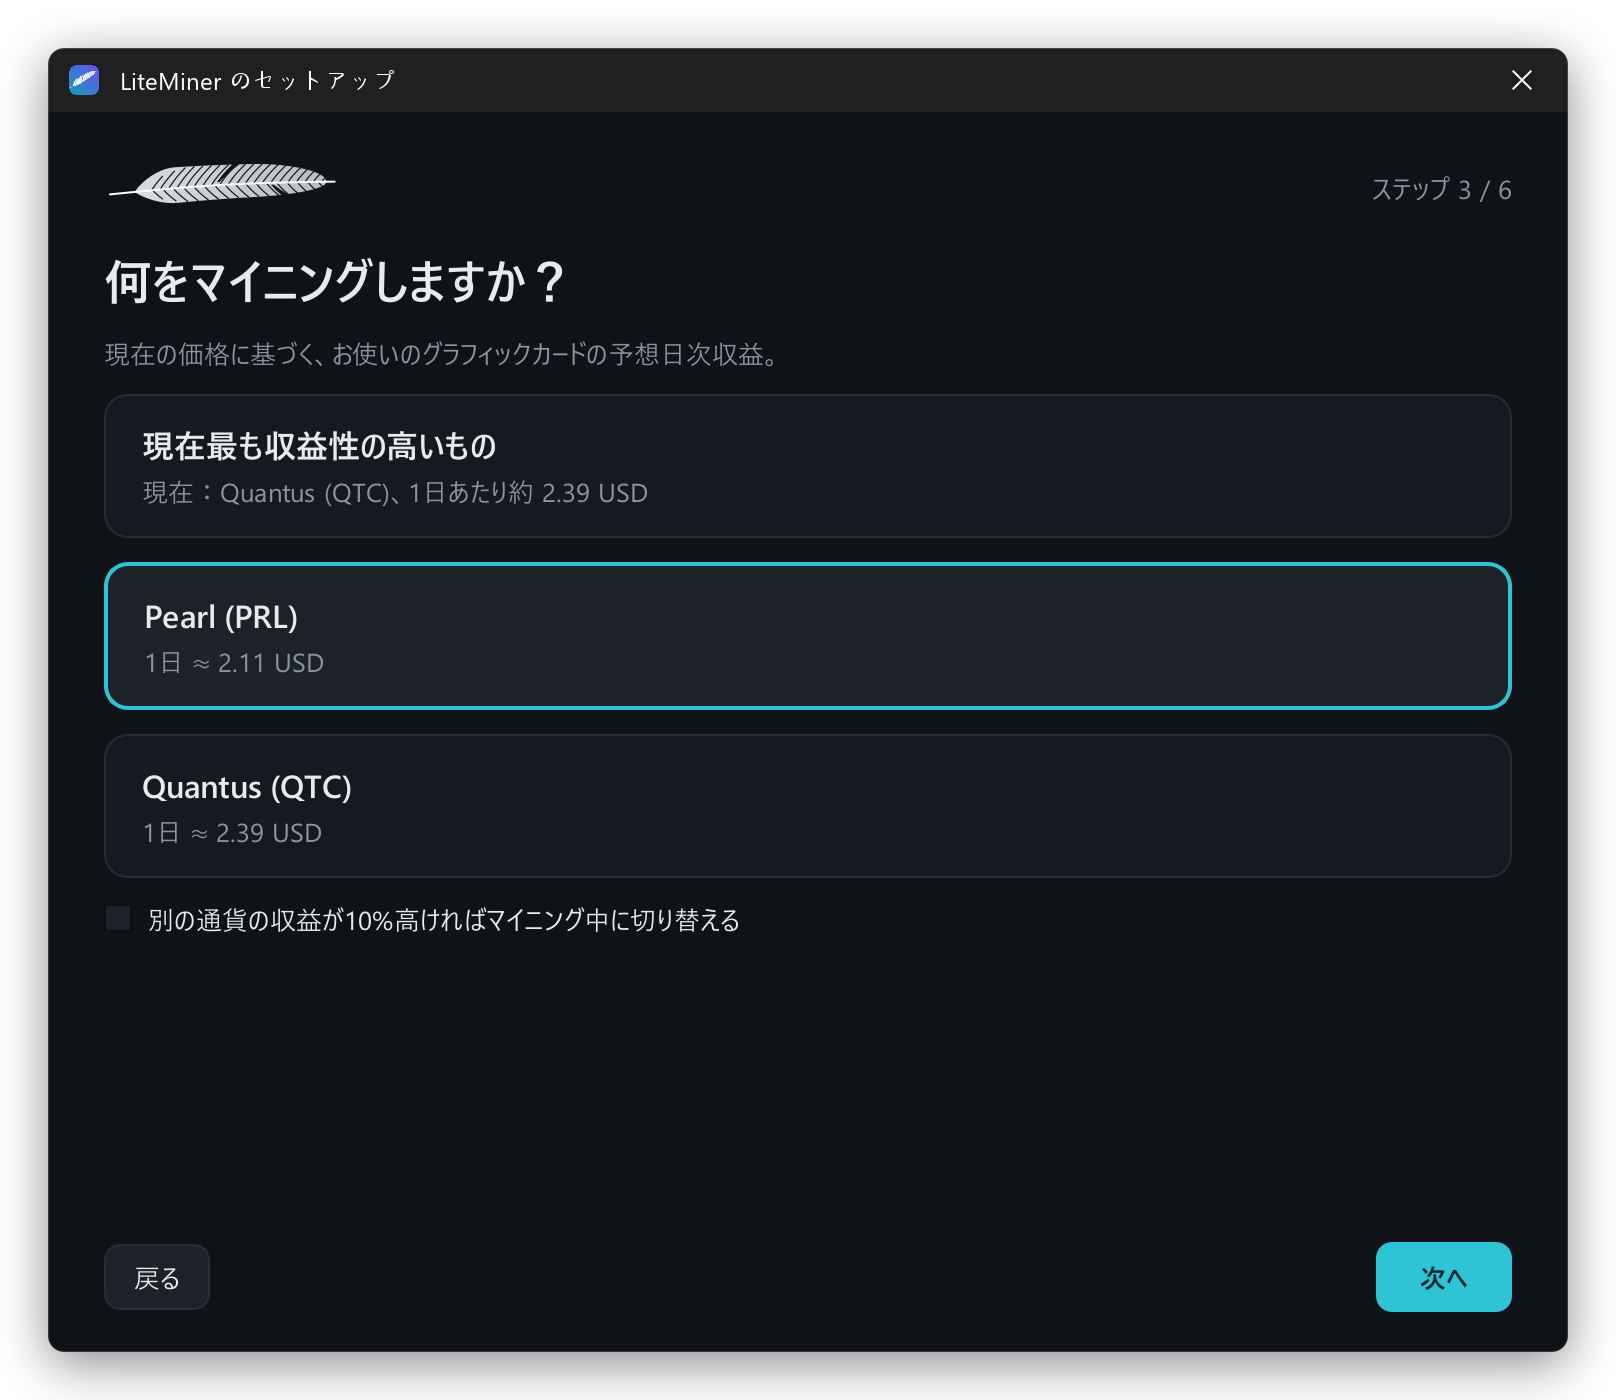 LiteMiner のセットアップ
ステップ 3 / 6
何をマイニングしますか？
現在の価格に基づく、お使いのグラフィックカードの予想日次収益。
現在最も収益性の高いもの
現在：Quantus (QTC)、1日あたり約 2.39 USD
Pearl (PRL)
1日 ≈ 2.11 USD
Quantus (QTC)
1日 ≈ 2.39 USD
別の通貨の収益が10%高ければマイニング中に切り替える
戻る
次へ